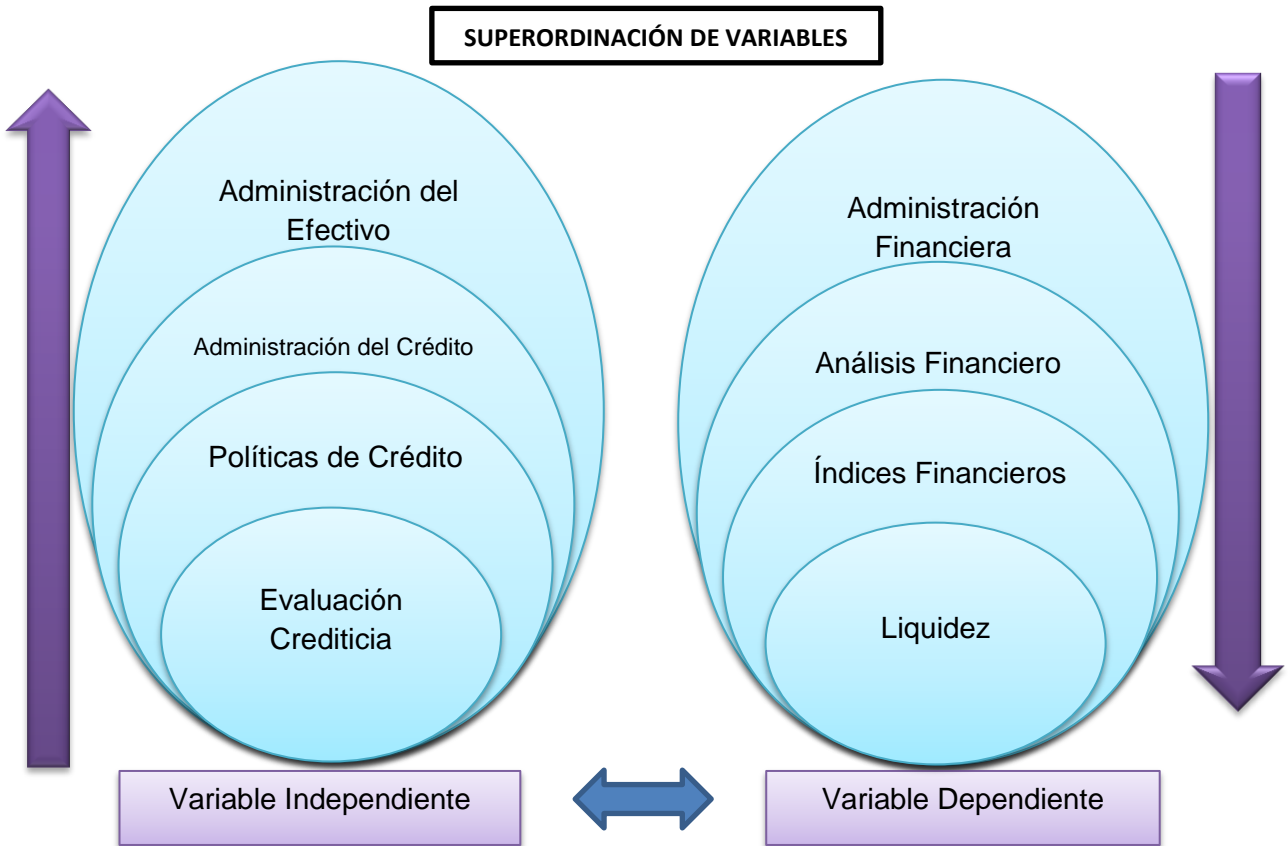 SUPERORDINACIÓN DE VARIABLES
Administración del
Efectivo
Administración del Crédito
Políticas de Crédito
Evaluación
Crediticia
Variable Independiente
Administración
Financiera
Análisis Financiero
Índices Financieros
Liquidez
Variable Dependiente